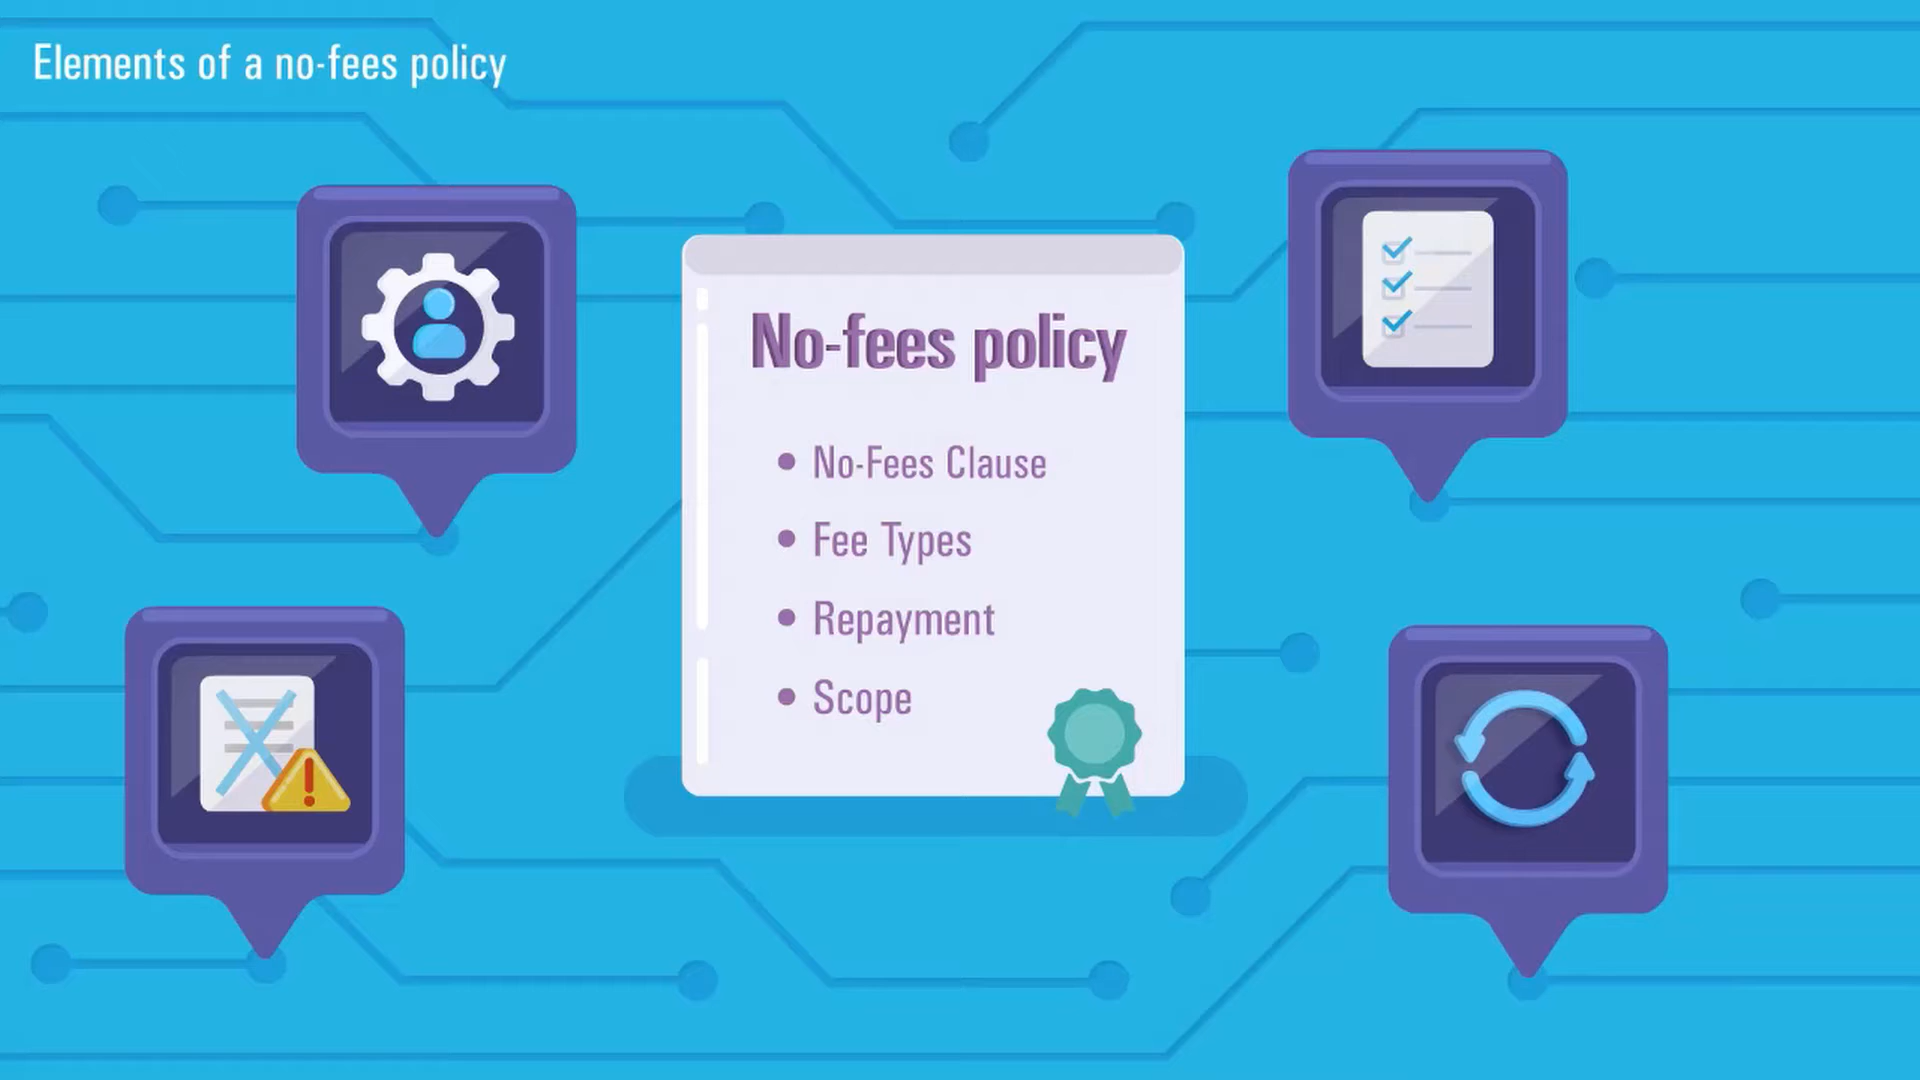 Elements of a no-fees policy
No-fees policy
• No-Fees Clause
• Fee Types
• Repayment
• Scope